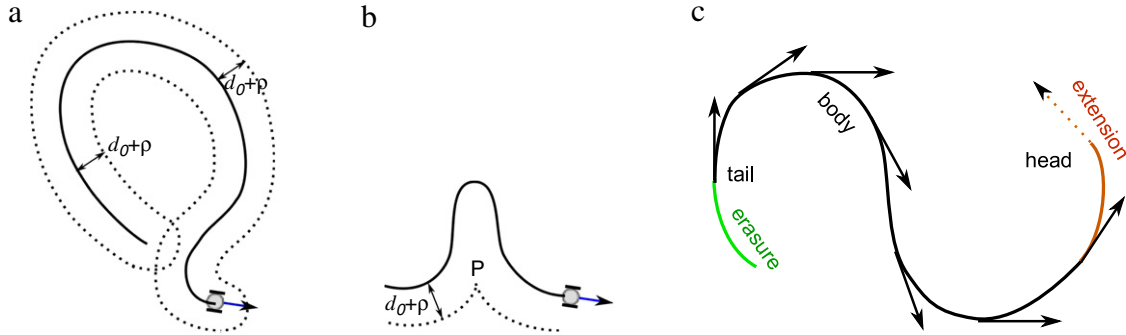 a
d₀+ρ
d₀+ρ
b
P
d₀+ρ
c
body
tail
erasure
head
extension